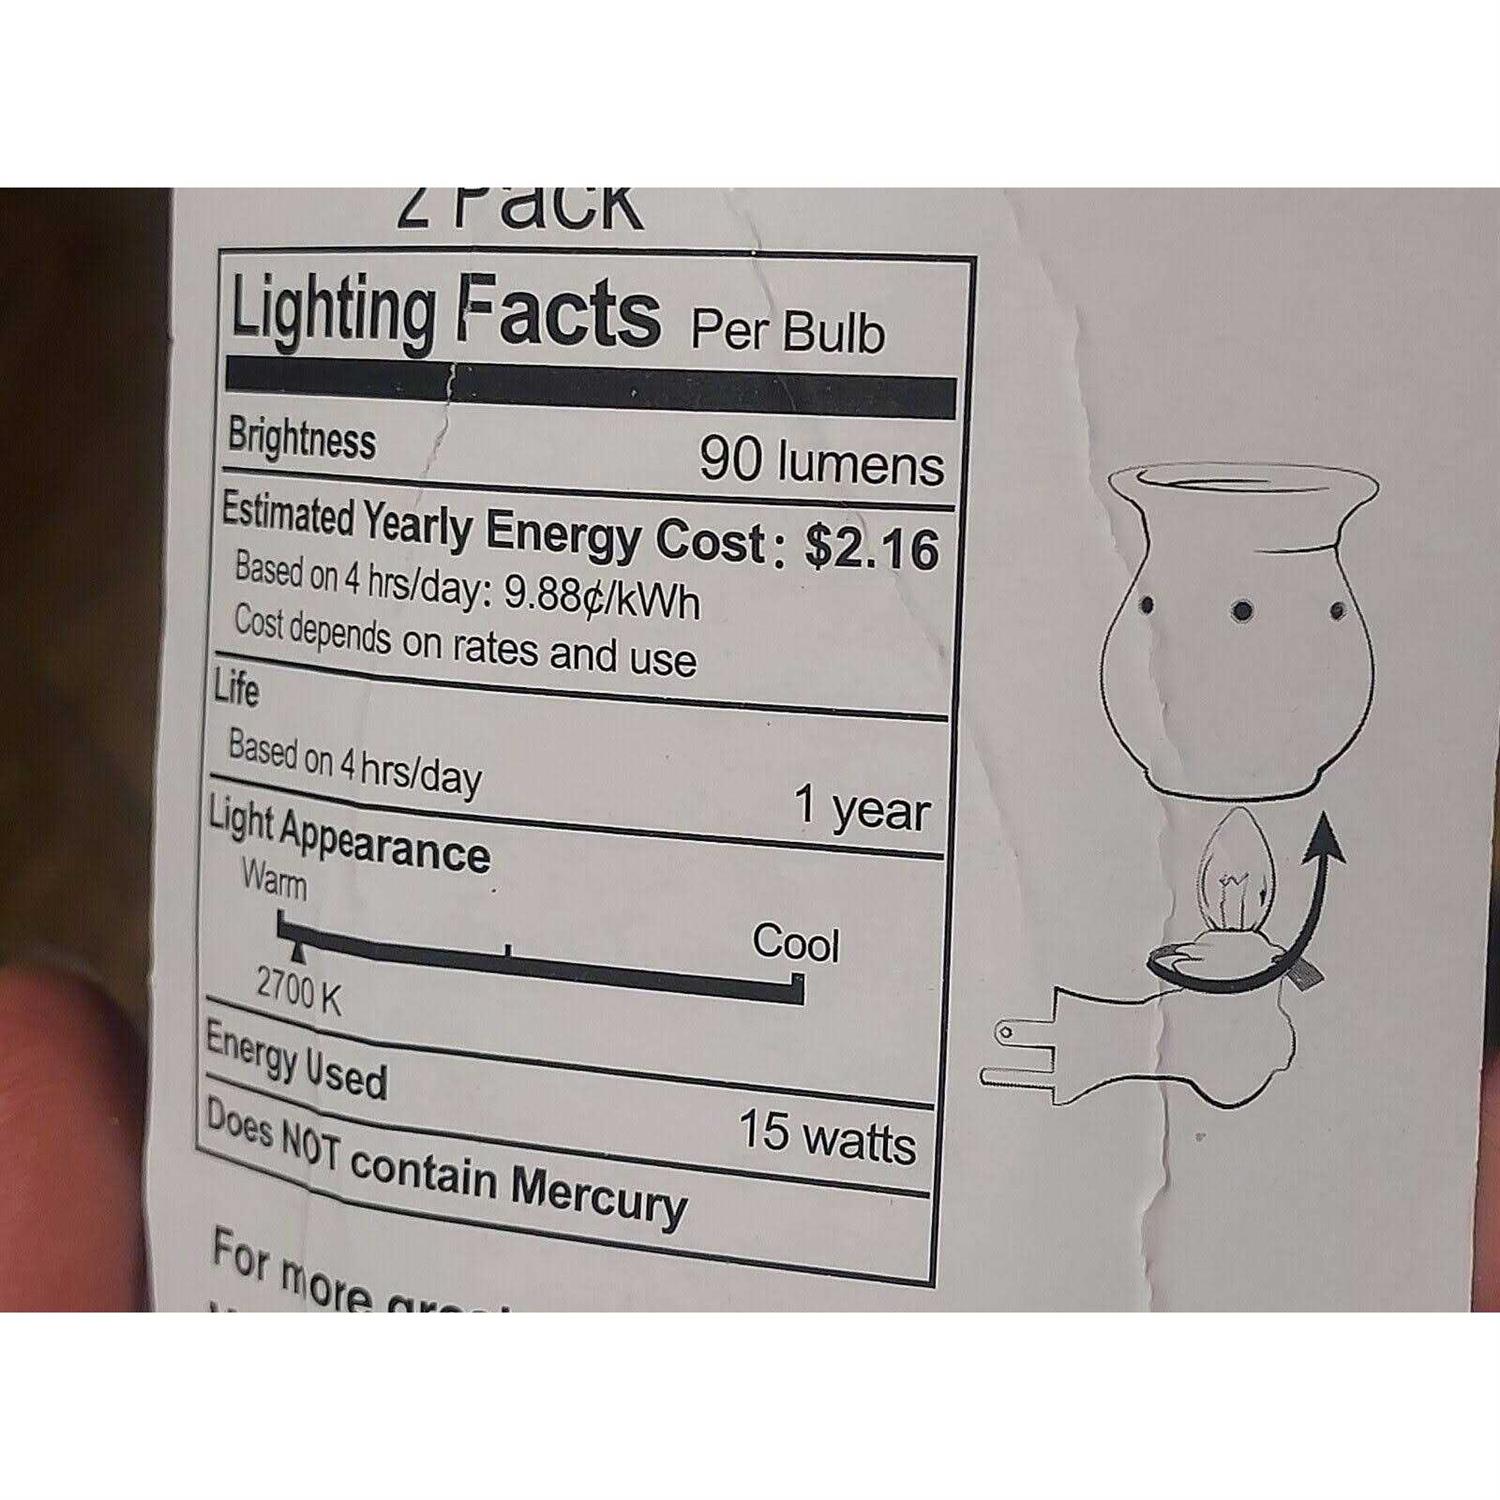 2 Pack
Lighting Facts Per Bulb
Brightness 90 lumens
Estimated Yearly Energy Cost: $2.16
Based on 4 hrs/day: 9.88¢/kWh
Cost depends on rates and use
Life
Based on 4 hrs/day 1 year
Light Appearance
Warm Cool
2700 K
Energy Used 15 watts
Does NOT contain Mercury
For more